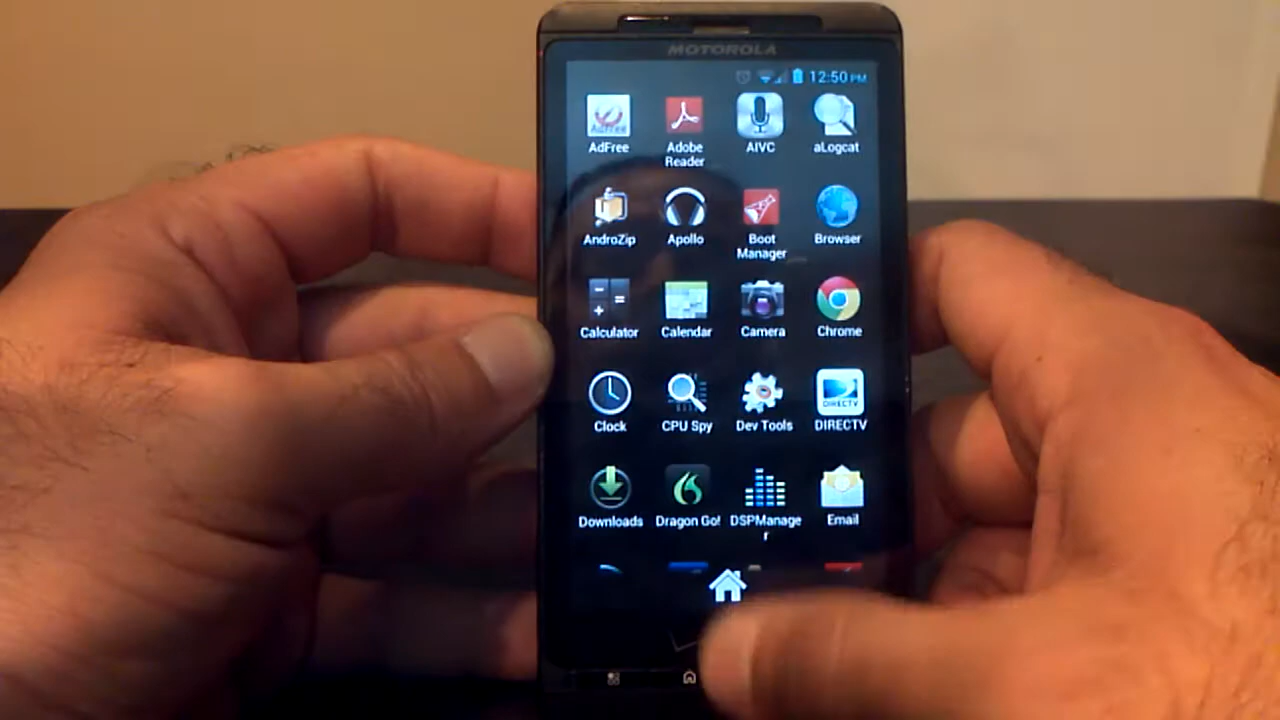 MOTOROLA
12:50 PM
AdFree
AdFree
Adobe
Reader
AIVC
aLogcat
AndroZip
Apollo
Boot
Manager
Browser
Calculator
Calendar
Camera
Chrome
Clock
CPU Spy
Dev Tools
DIRECTV
DIRECTV
Downloads
Dragon Go!
DSPManage
r
Email